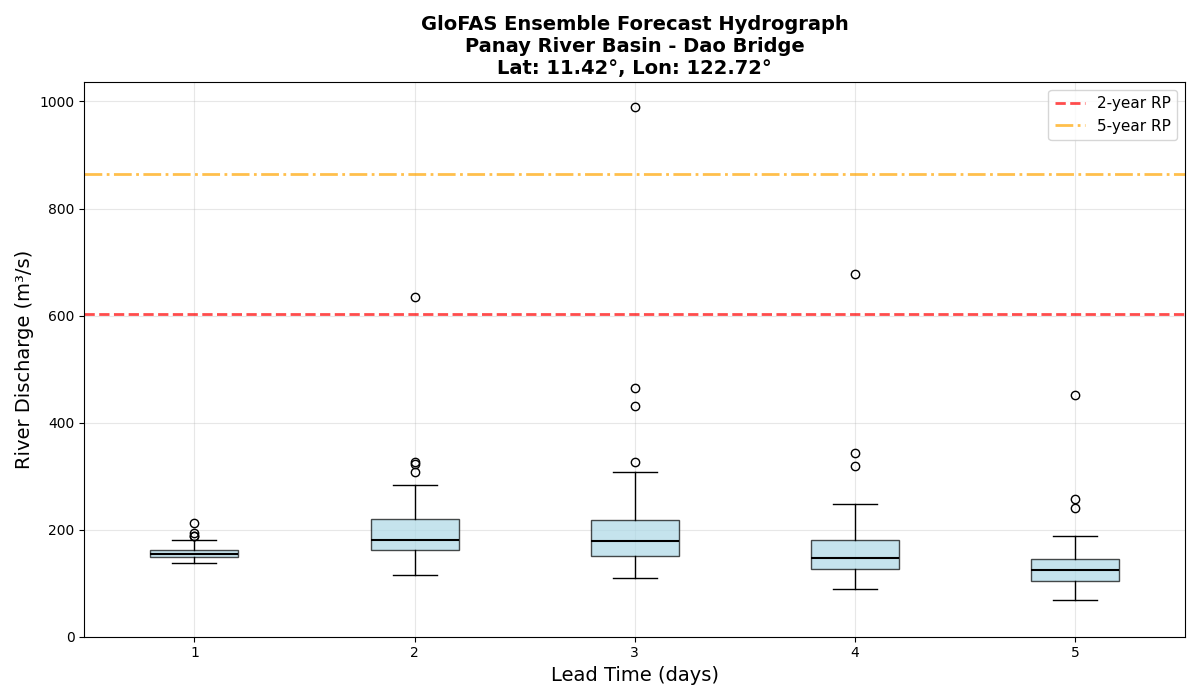 GloFAS Ensemble Forecast Hydrograph
Panay River Basin - Dao Bridge
Lat: 11.42°, Lon: 122.72°
2-year RP
5-year RP
River Discharge (m³/s)
1000
800
600
400
200
0
1 2 3 4 5
Lead Time (days)